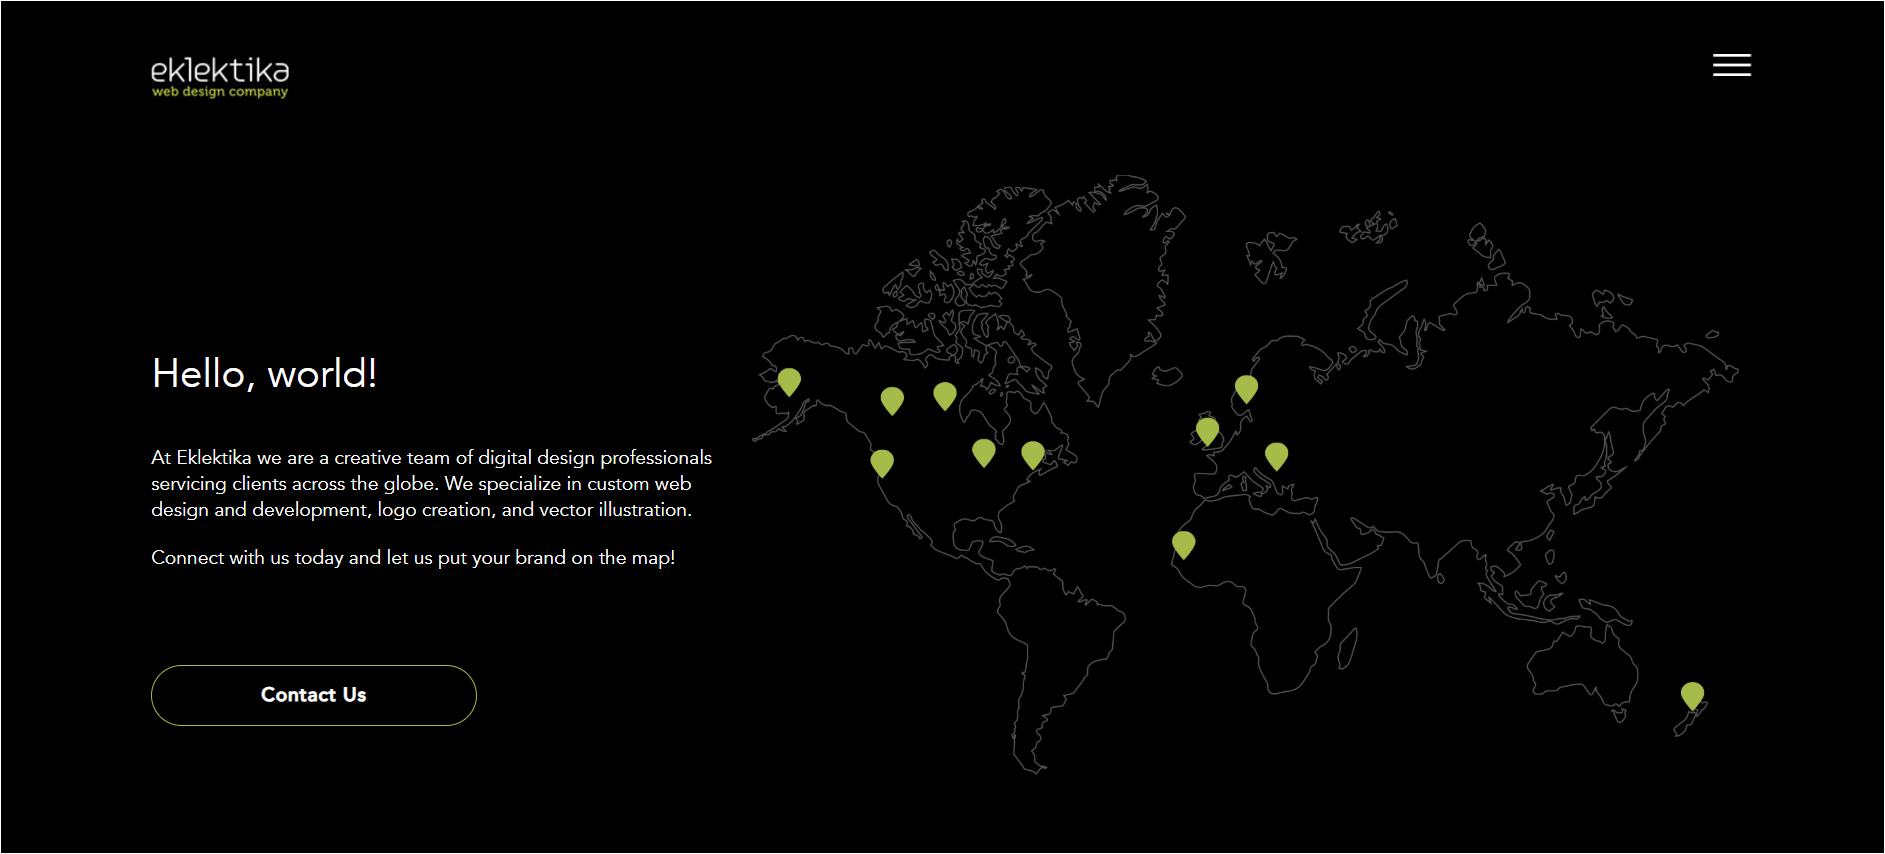 eklektika
web design company
Hello, world!
At Eklektika we are a creative team of digital design professionals
servicing clients across the globe. We specialize in custom web
design and development, logo creation, and vector illustration.
Connect with us today and let us put your brand on the map!
Contact Us